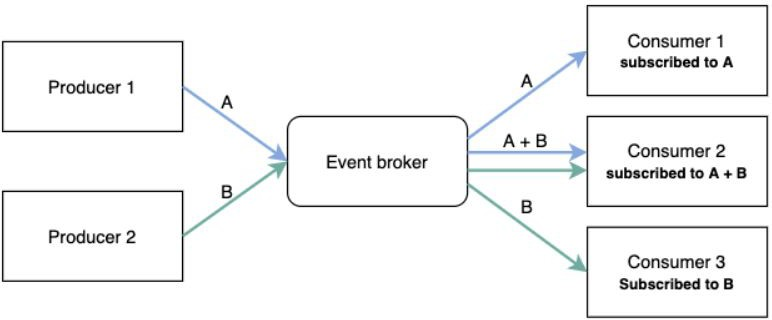 Producer 1
Producer 2
A
B
Event broker
A
A + B
B
Consumer 1
subscribed to A
Consumer 2
subscribed to A + B
Consumer 3
Subscribed to B